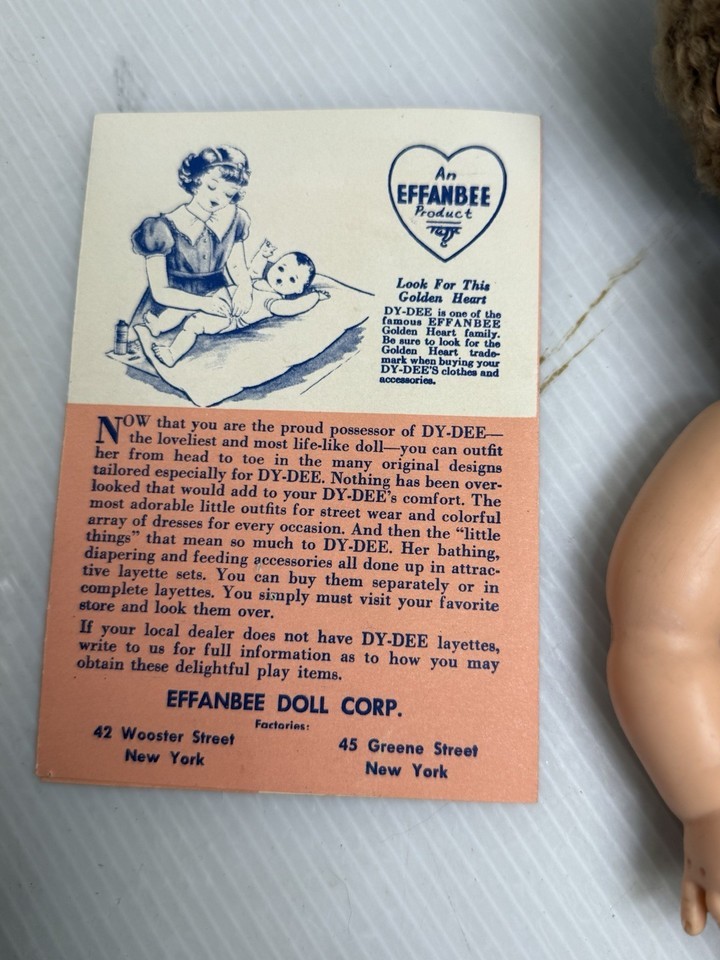 An
EFFANBEE
Product
Look For This
Golden Heart
DY-DEE is one of the
famous EFFANBEE
Golden Heart family.
Be sure to look for the
Golden Heart trade-
mark when buying your
DY-DEE'S clothes and
accessories.
NOW that you are the proud possessor of DY-DEE—
the loveliest and most life-like doll—you can outfit
her from head to toe in the many original designs
tailored especially for DY-DEE. Nothing has been over-
looked that would add to your DY-DEE's comfort. The
most adorable little outfits for street wear and colorful
array of dresses for every occasion. And then the "little
things" that mean so much to DY-DEE. Her bathing,
diapering and feeding accessories all done up in attrac-
tive layette sets. You can buy them separately or in
complete layettes. You simply must visit your favorite
store and look them over.
If your local dealer does not have DY-DEE layettes,
write to us for full information as to how you may
obtain these delightful play items.
EFFANBEE DOLL CORP.
Factories:
42 Wooster Street
New York
45 Greene Street
New York